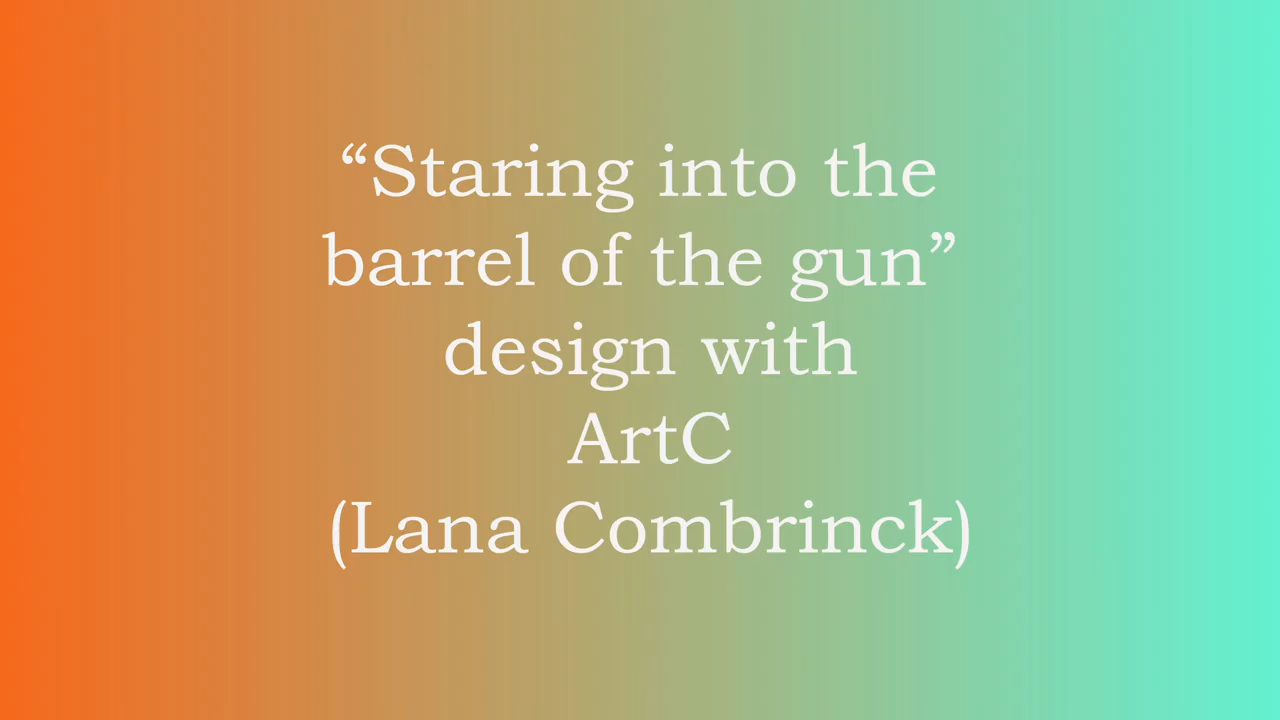 “Staring into the
barrel of the gun”
design with
ArtC
(Lana Combrinck)